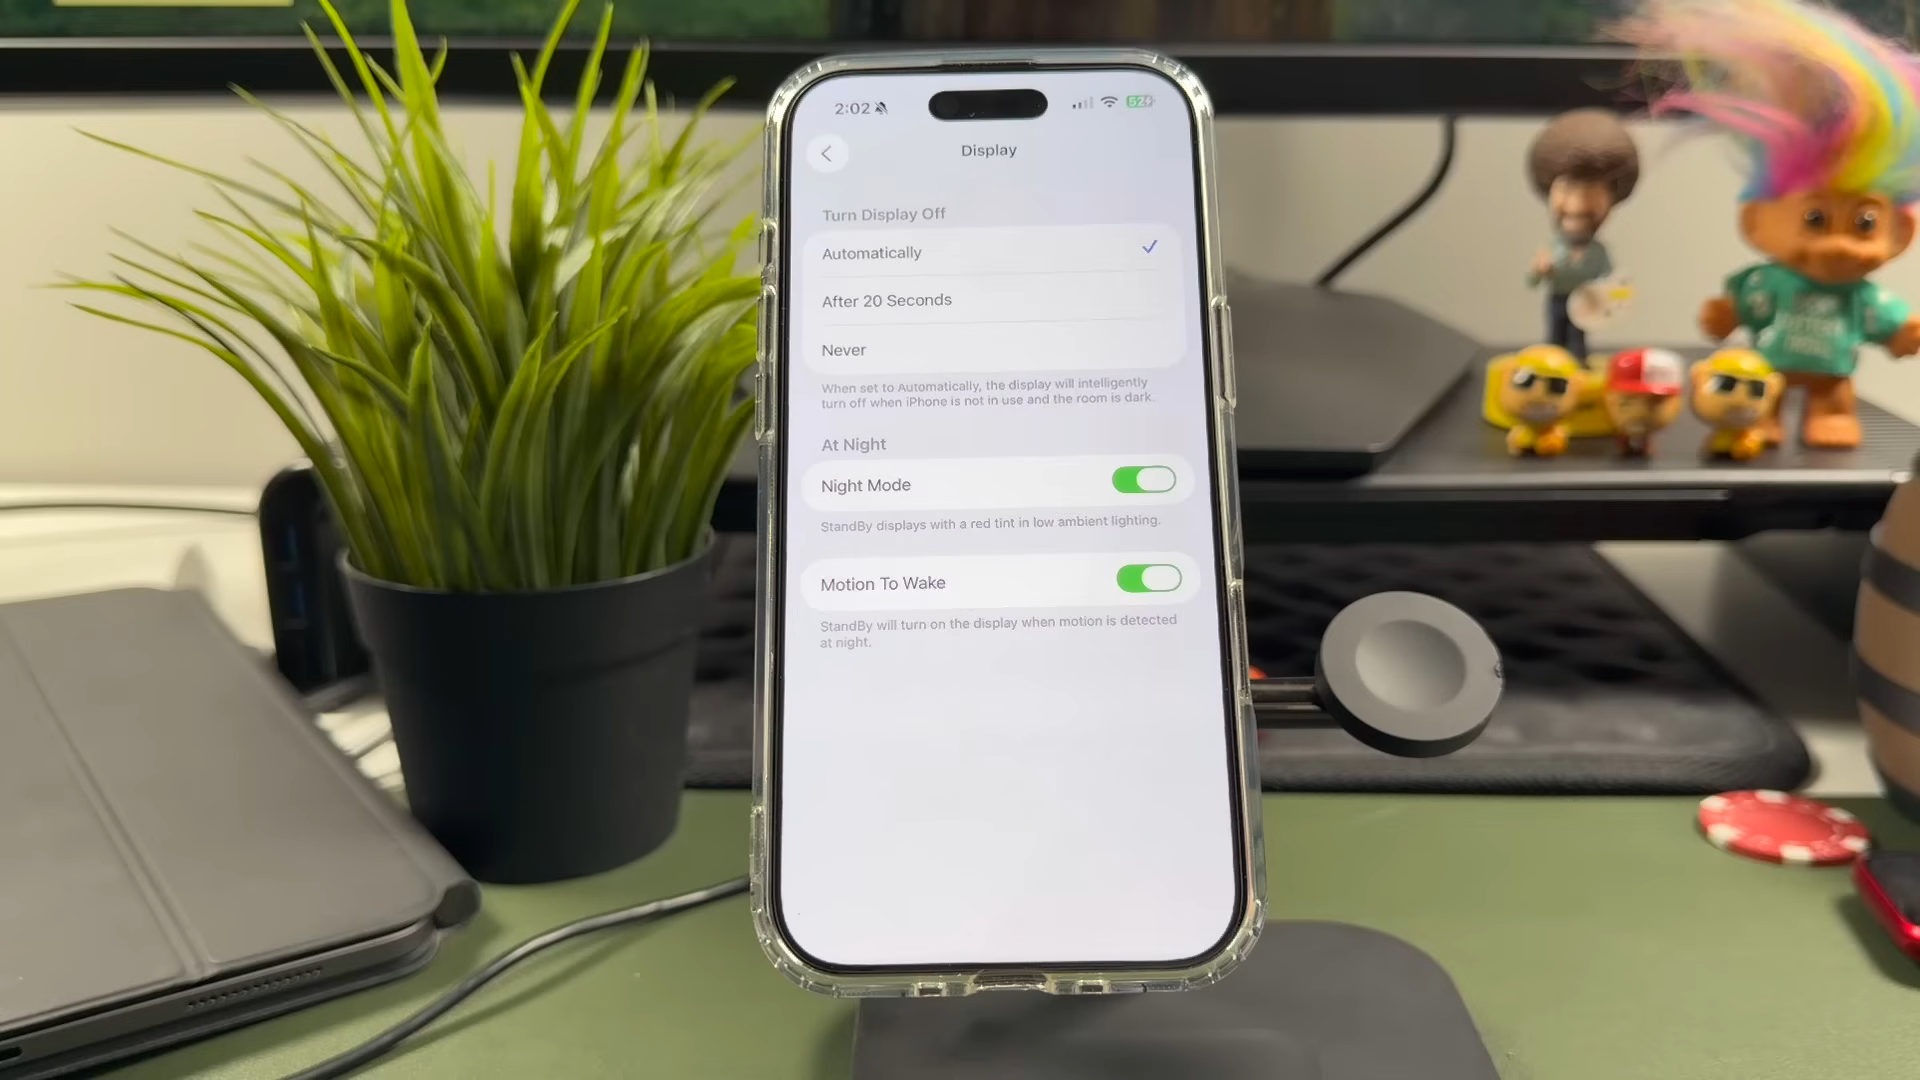 2:02
52
Display
Turn Display Off
Automatically
After 20 Seconds
Never
When set to Automatically, the display will intelligently
turn off when iPhone is not in use and the room is dark.
At Night
Night Mode
StandBy displays with a red tint in low ambient lighting.
Motion To Wake
StandBy will turn on the display when motion is detected
at night.